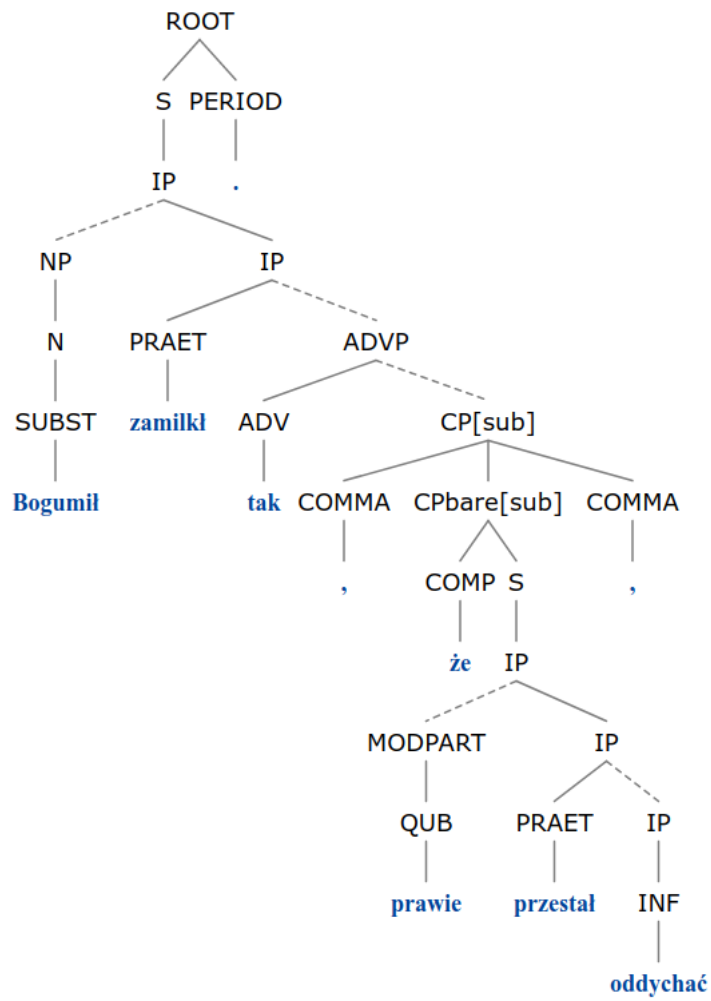 ROOT
S PERIOD
IP .
NP IP
N PRAET ADVP
SUBST zamilkł ADV CP[sub]
Bogumił tak COMMA CPbare[sub] COMMA
, COMP S ,
że IP
MODPART IP
QUB PRAET IP
prawie przestał INF
oddychać